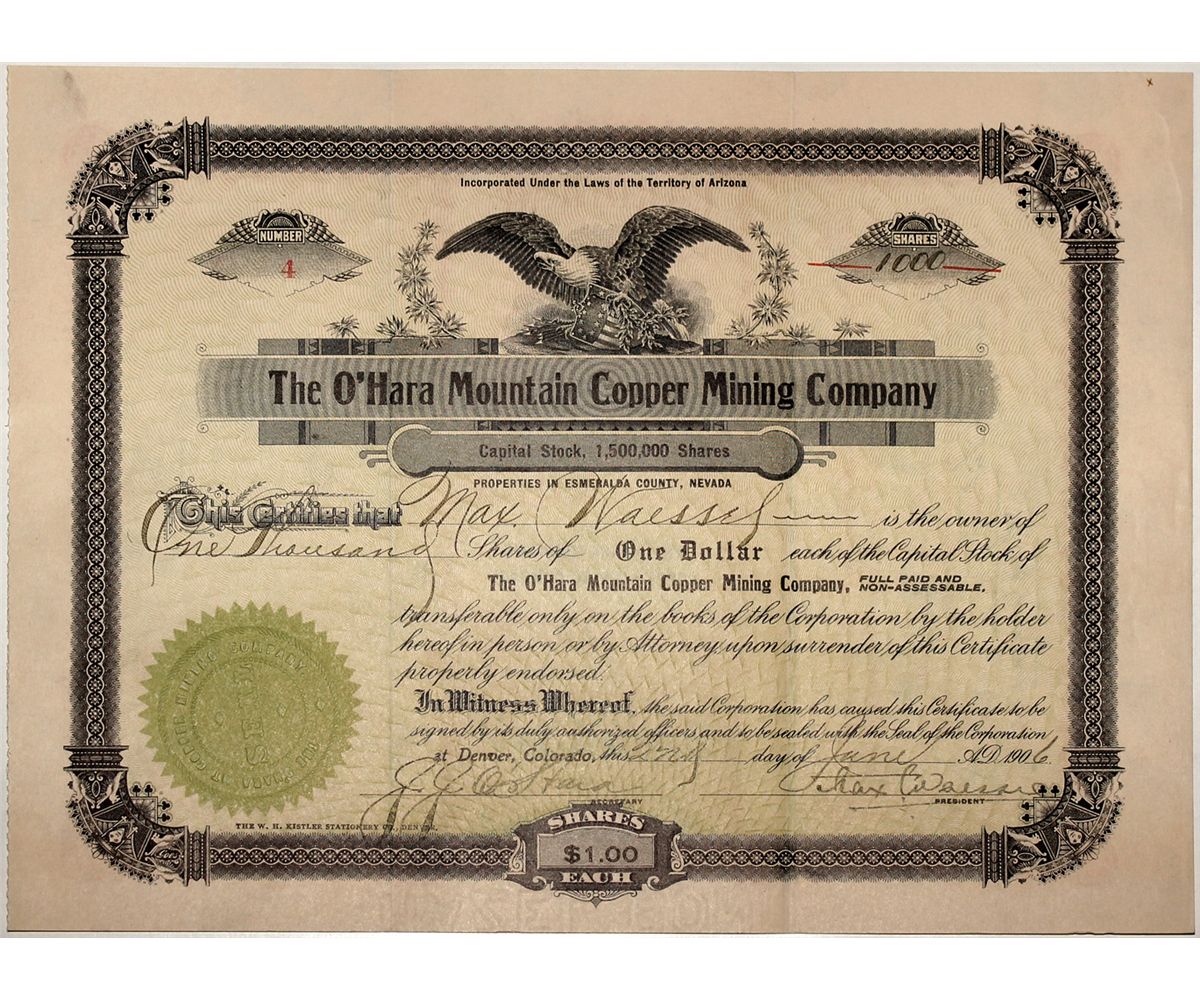 Incorporated Under the Laws of the Territory of Arizona
NUMBER
4
SHARES
1000
The O'Hara Mountain Copper Mining Company
Capital Stock, 1,500,000 Shares
PROPERTIES IN ESMERALDA COUNTY, NEVADA
This Certifies that Max. Waessel is the owner of
One Thousand Shares of One Dollar each of the Capital Stock of
The O'Hara Mountain Copper Mining Company, FULL PAID AND NON-ASSESSABLE,
transferable only on the books of the Corporation by the holder
hereof in person or by Attorney upon surrender of this Certificate
properly endorsed.
In Witness Whereof, the said Corporation has caused this Certificate to be
signed by its duly authorized officers and to be sealed with the Seal of the Corporation
at Denver, Colorado, this 2nd day of June A.D. 1906.
J. J. O'Hara
Max Waessel
SECRETARY
PRESIDENT
THE W. H. KISTLER STATIONERY CO., DENVER.
SHARES
$1.00
EACH
MINING COMPANY